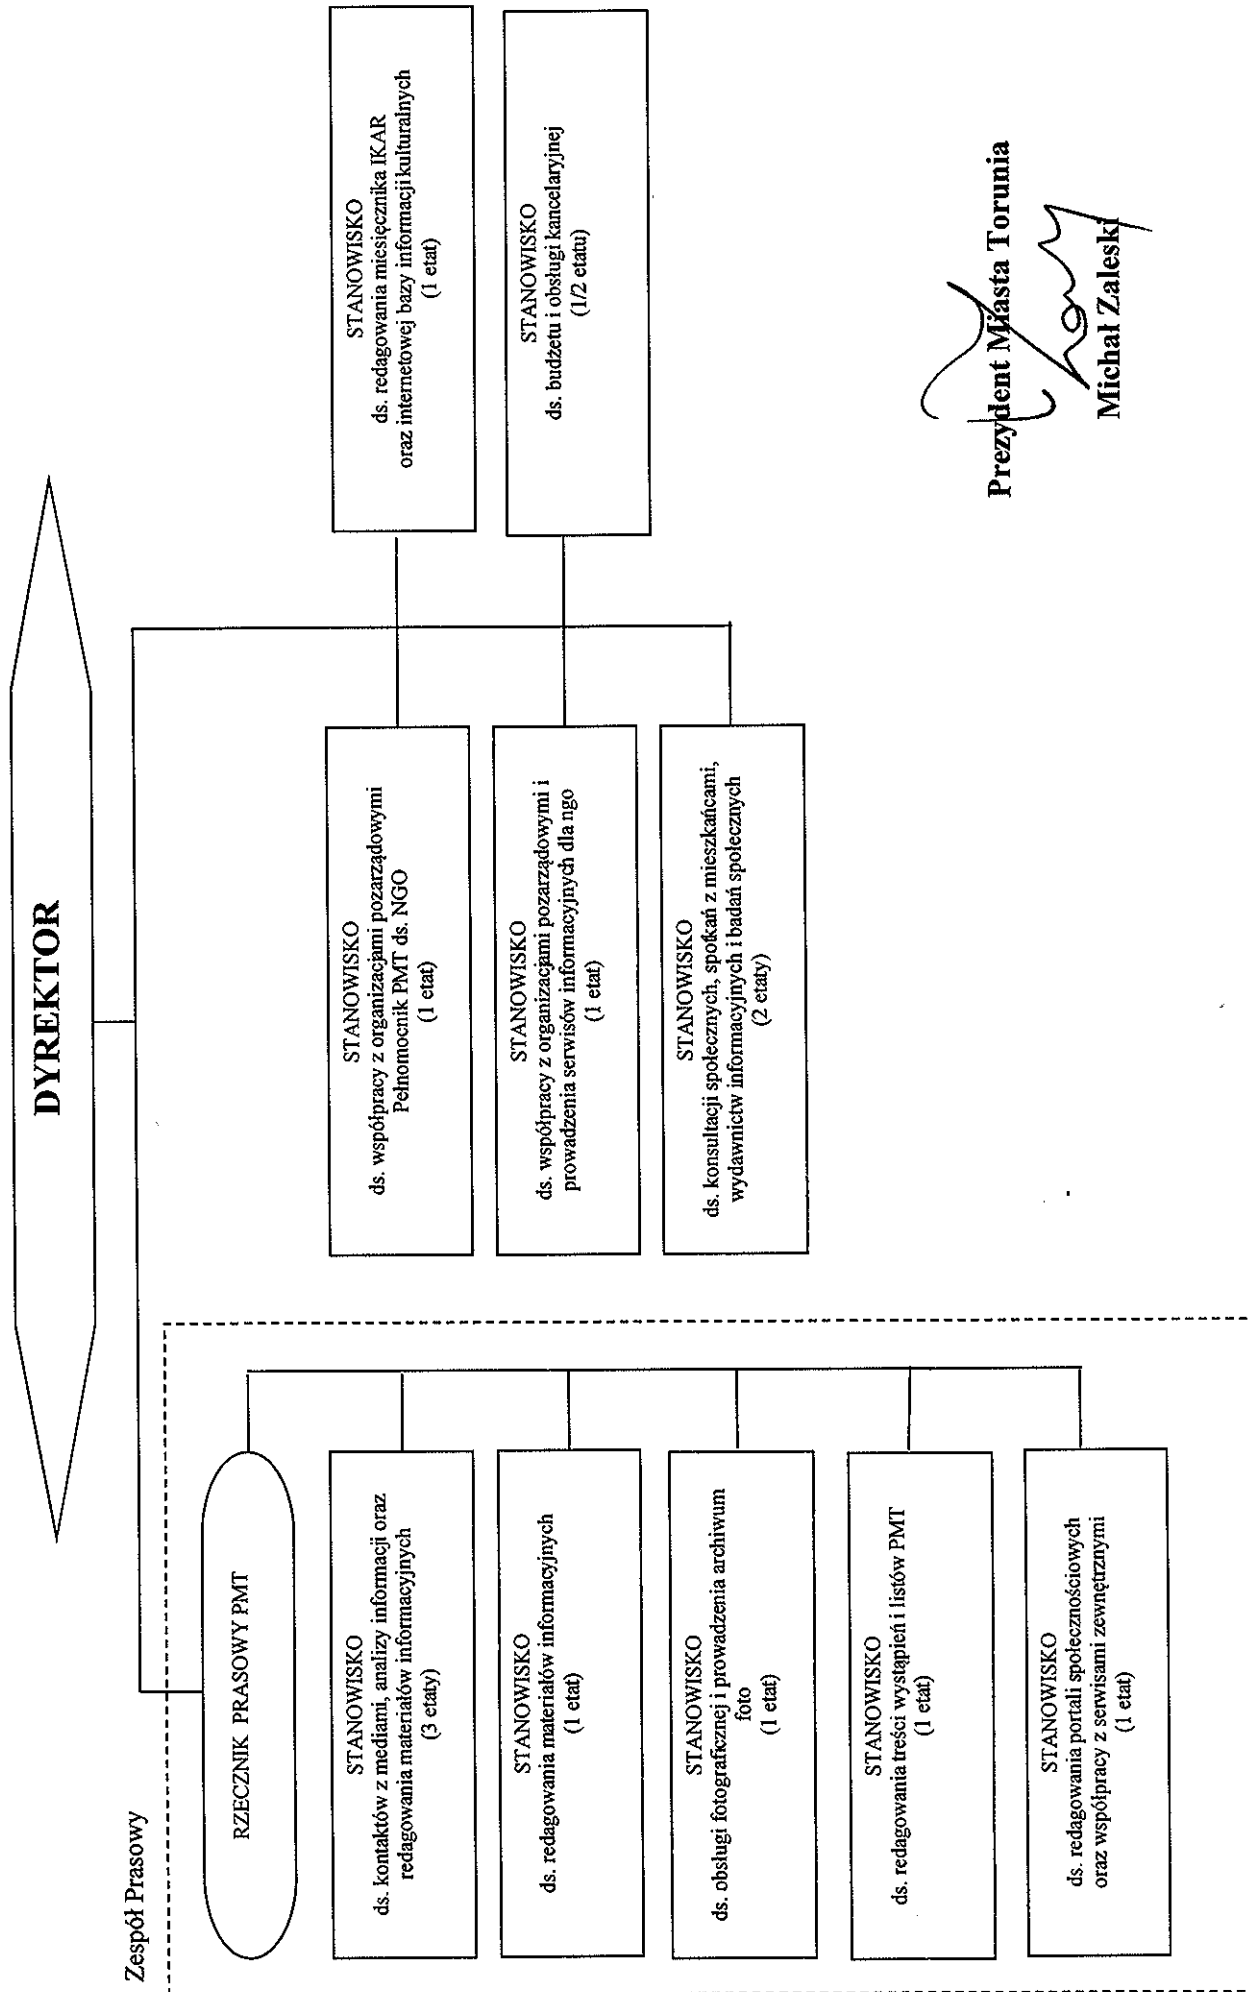 DYREKTOR
Zespół Prasowy
RZECZNIK PRASOWY PMT
STANOWISKO
ds. kontaktów z mediami, analizy informacji oraz
redagowania materiałów informacyjnych
(3 etaty)
STANOWISKO
ds. redagowania materiałów informacyjnych
(1 etat)
STANOWISKO
ds. obsługi fotograficznej i prowadzenia archiwum
foto
(1 etat)
STANOWISKO
ds. redagowania treści wystąpień i listów PMT
(1 etat)
STANOWISKO
ds. redagowania portali społecznościowych
oraz współpracy z serwisami zewnętrznymi
(1 etat)
STANOWISKO
ds. współpracy z organizacjami pozarządowymi
Pełnomocnik PMT ds. NGO
(1 etat)
STANOWISKO
ds. współpracy z organizacjami pozarządowymi i
prowadzenia serwisów informacyjnych dla ngo
(1 etat)
STANOWISKO
ds. konsultacji społecznych, spotkań z mieszkańcami,
wydawnictw informacyjnych i badań społecznych
(2 etaty)
STANOWISKO
ds. redagowania miesięcznika IKAR
oraz internetowej bazy informacji kulturalnych
(1 etat)
STANOWISKO
ds. budżetu i obsługi kancelaryjnej
(1/2 etatu)
Prezydent Miasta Torunia
Michał Zaleski